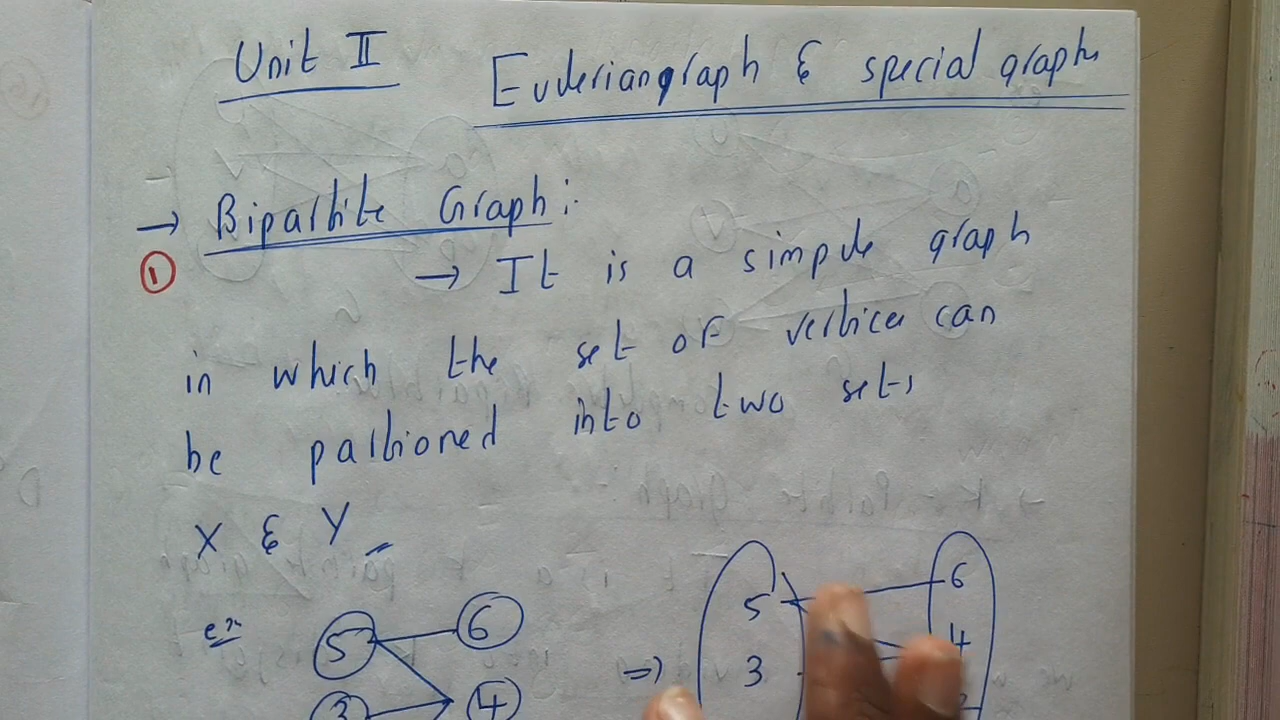 Unit II
Euleriangraph & special graphs
→ Bipartite Graph:
① → It is a simple graph
in which the set of vertices can
be partioned into two sets
X & Y
ex 5 6 ⇒ 5 6
3 4 3 4